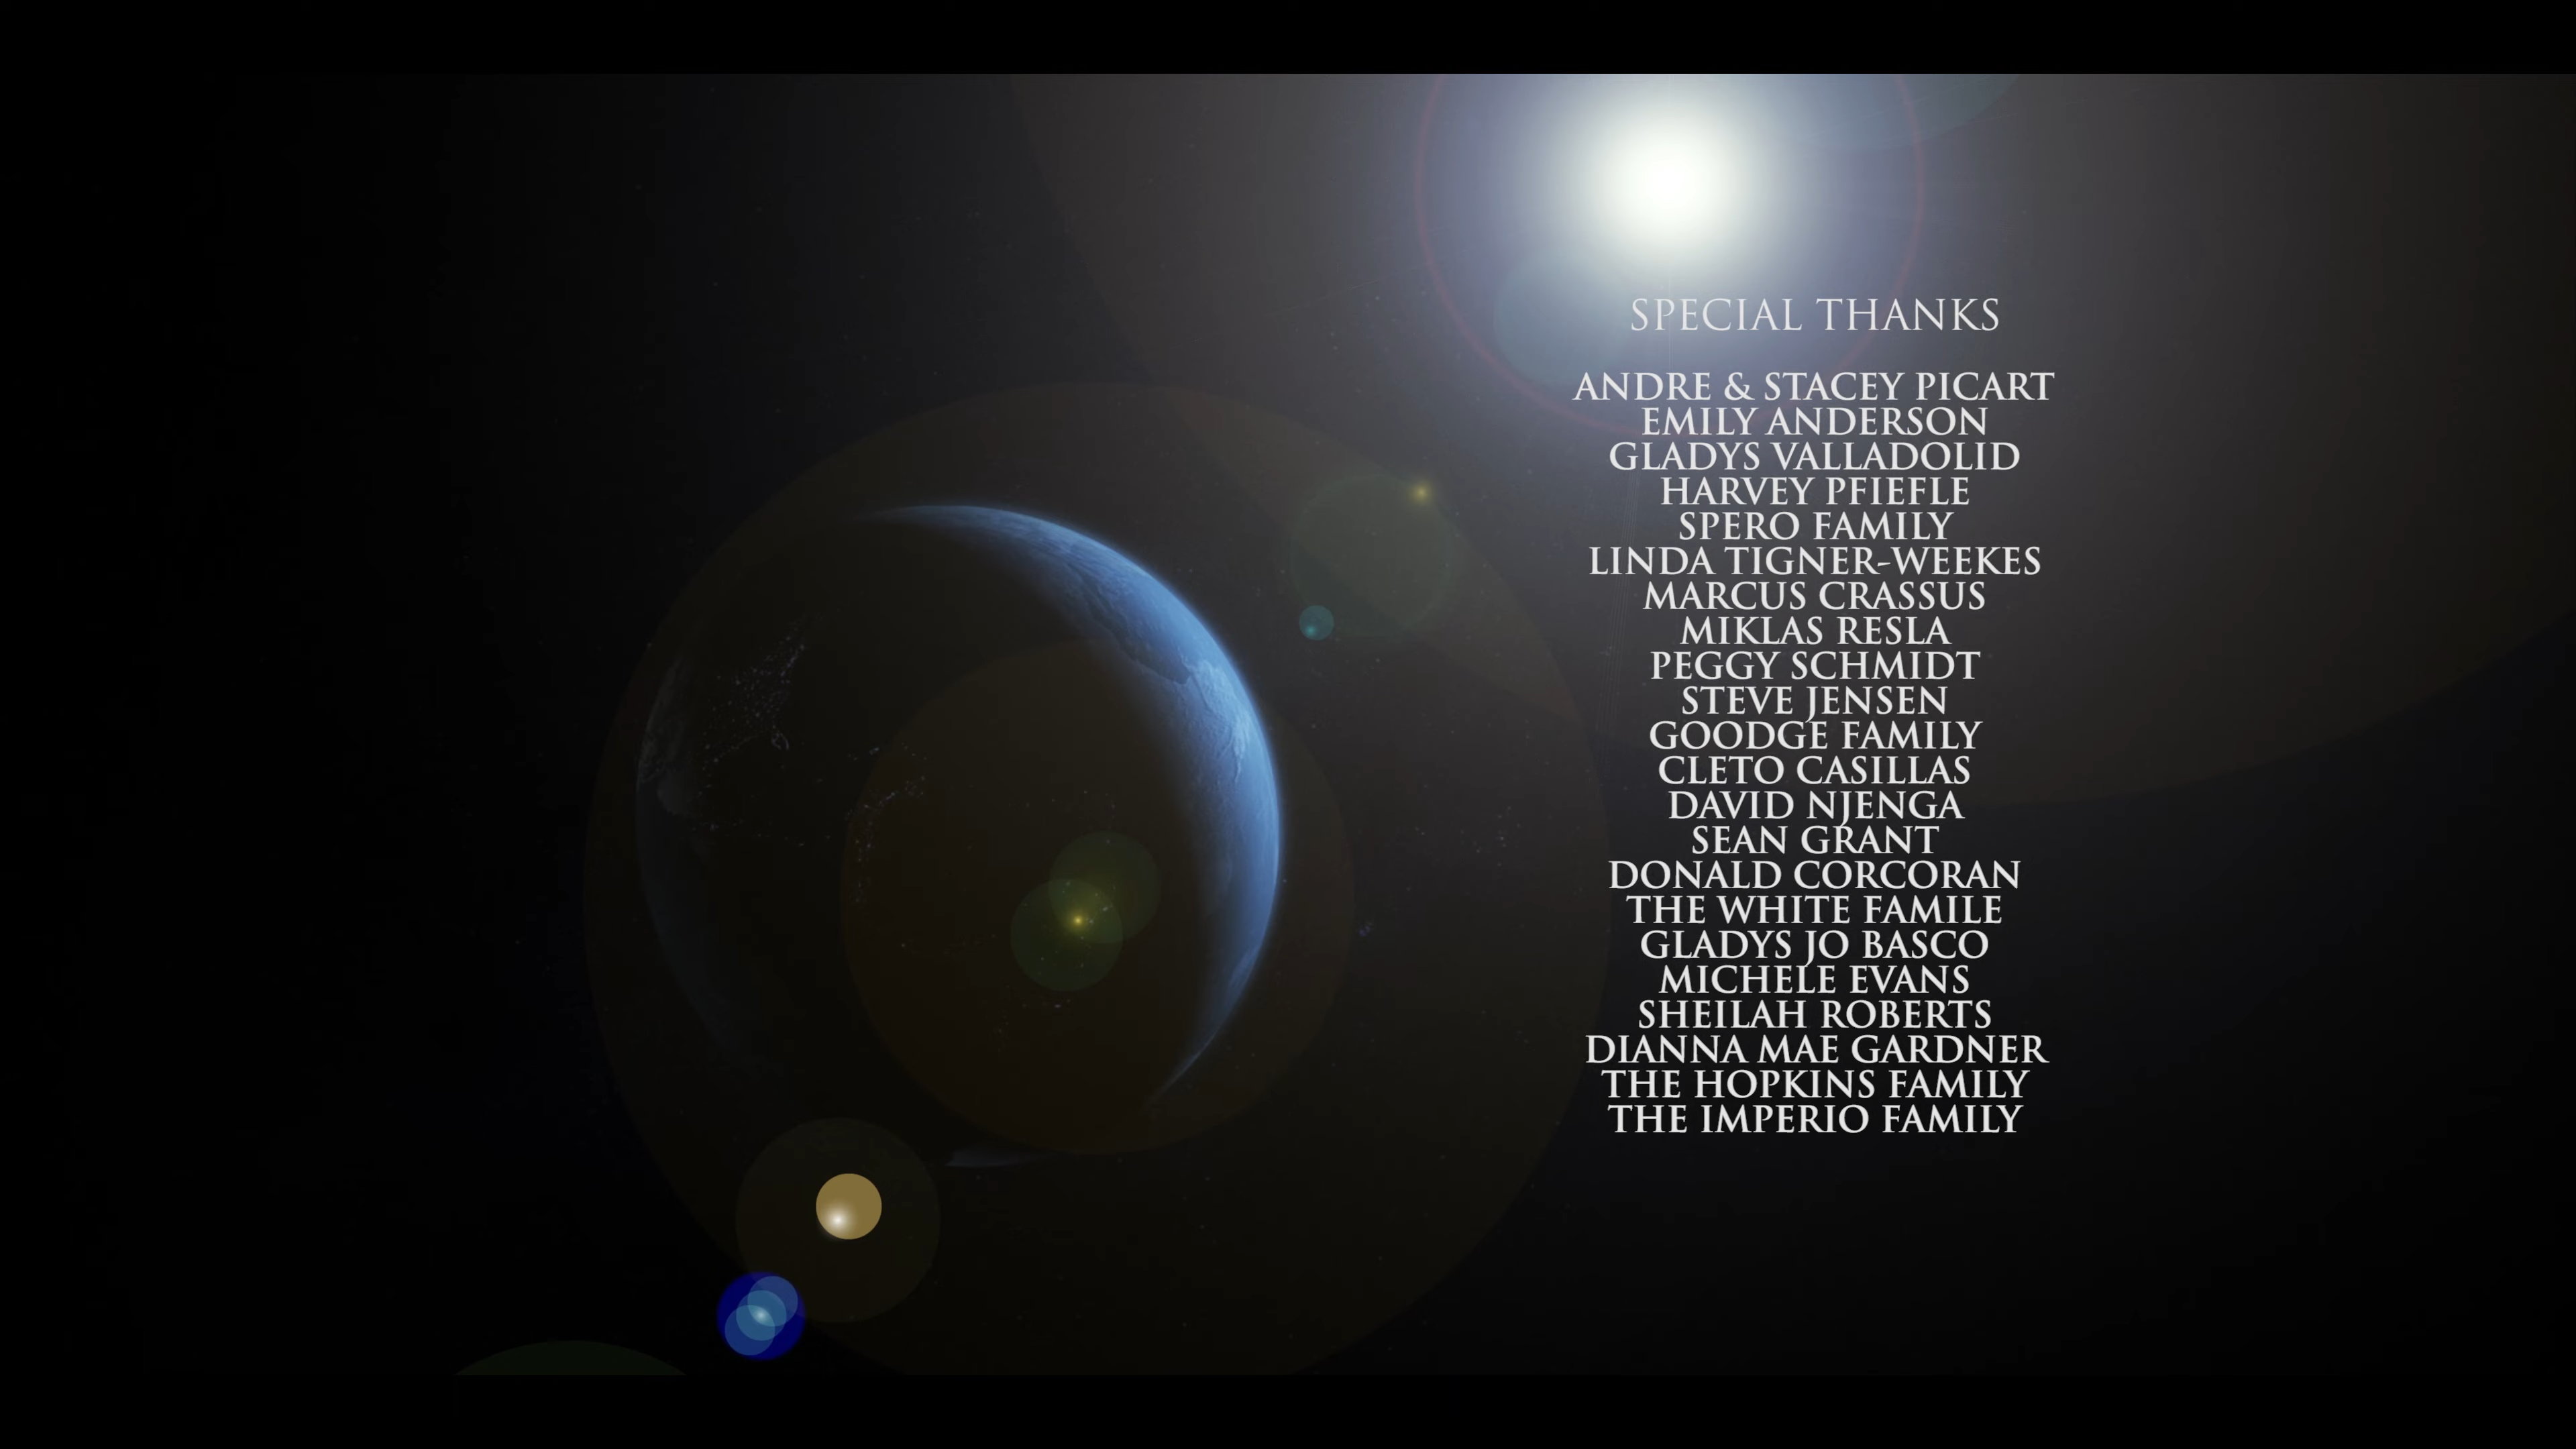 SPECIAL THANKS
ANDRE & STACEY PICART
EMILY ANDERSON
GLADYS VALLADOLID
HARVEY PFIEFLE
SPERO FAMILY
LINDA TIGNER-WEEKES
MARCUS CRASSUS
MIKLAS RESLA
PEGGY SCHMIDT
STEVE JENSEN
GOODGE FAMILY
CLETO CASILLAS
DAVID NJENGA
SEAN GRANT
DONALD CORCORAN
THE WHITE FAMILE
GLADYS JO BASCO
MICHELE EVANS
SHEILAH ROBERTS
DIANNA MAE GARDNER
THE HOPKINS FAMILY
THE IMPERIO FAMILY